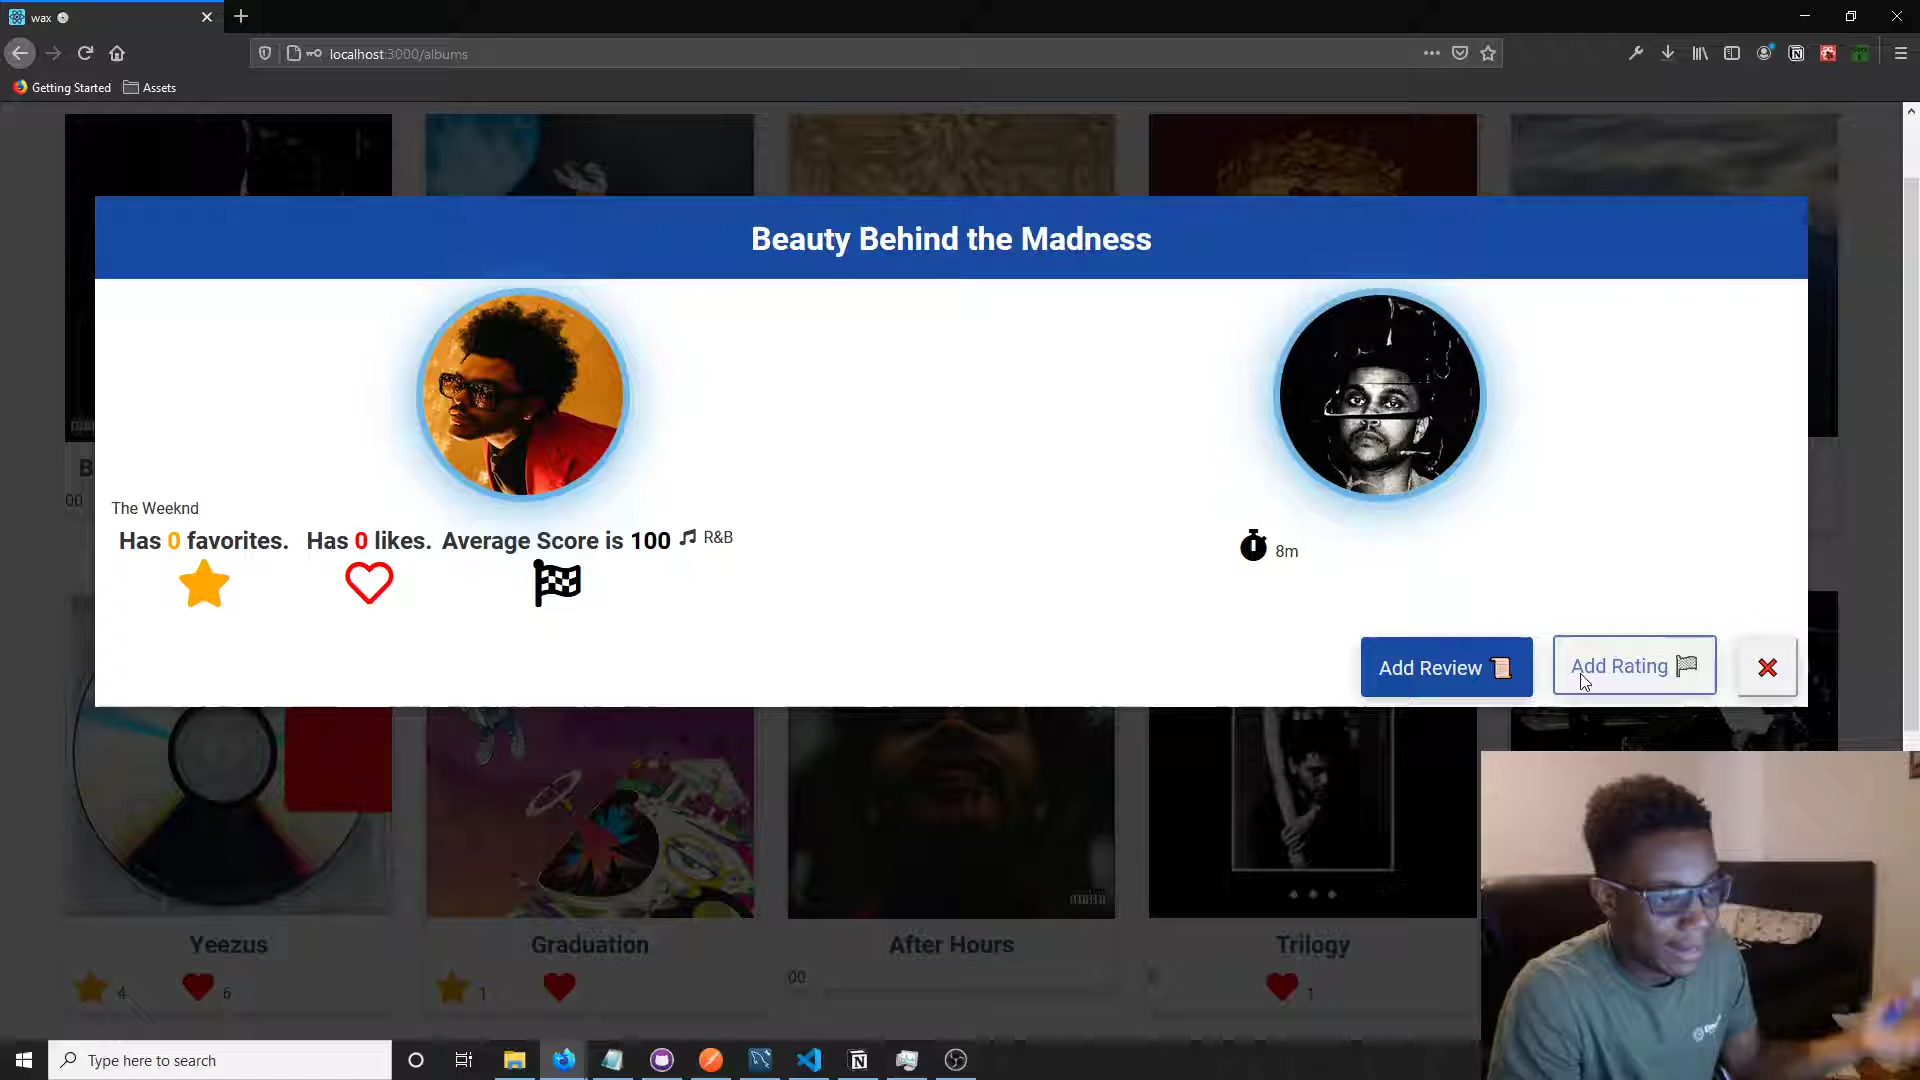 wax
localhost:3000/albums
Getting Started
Assets
Beauty Behind the Madness
The Weeknd
Has 0 favorites.
Has 0 likes.
Average Score is 100
R&B
8m
Add Review
Add Rating
B
00
Yeezus
4
6
Graduation
1
After Hours
00
Trilogy
1
Type here to search